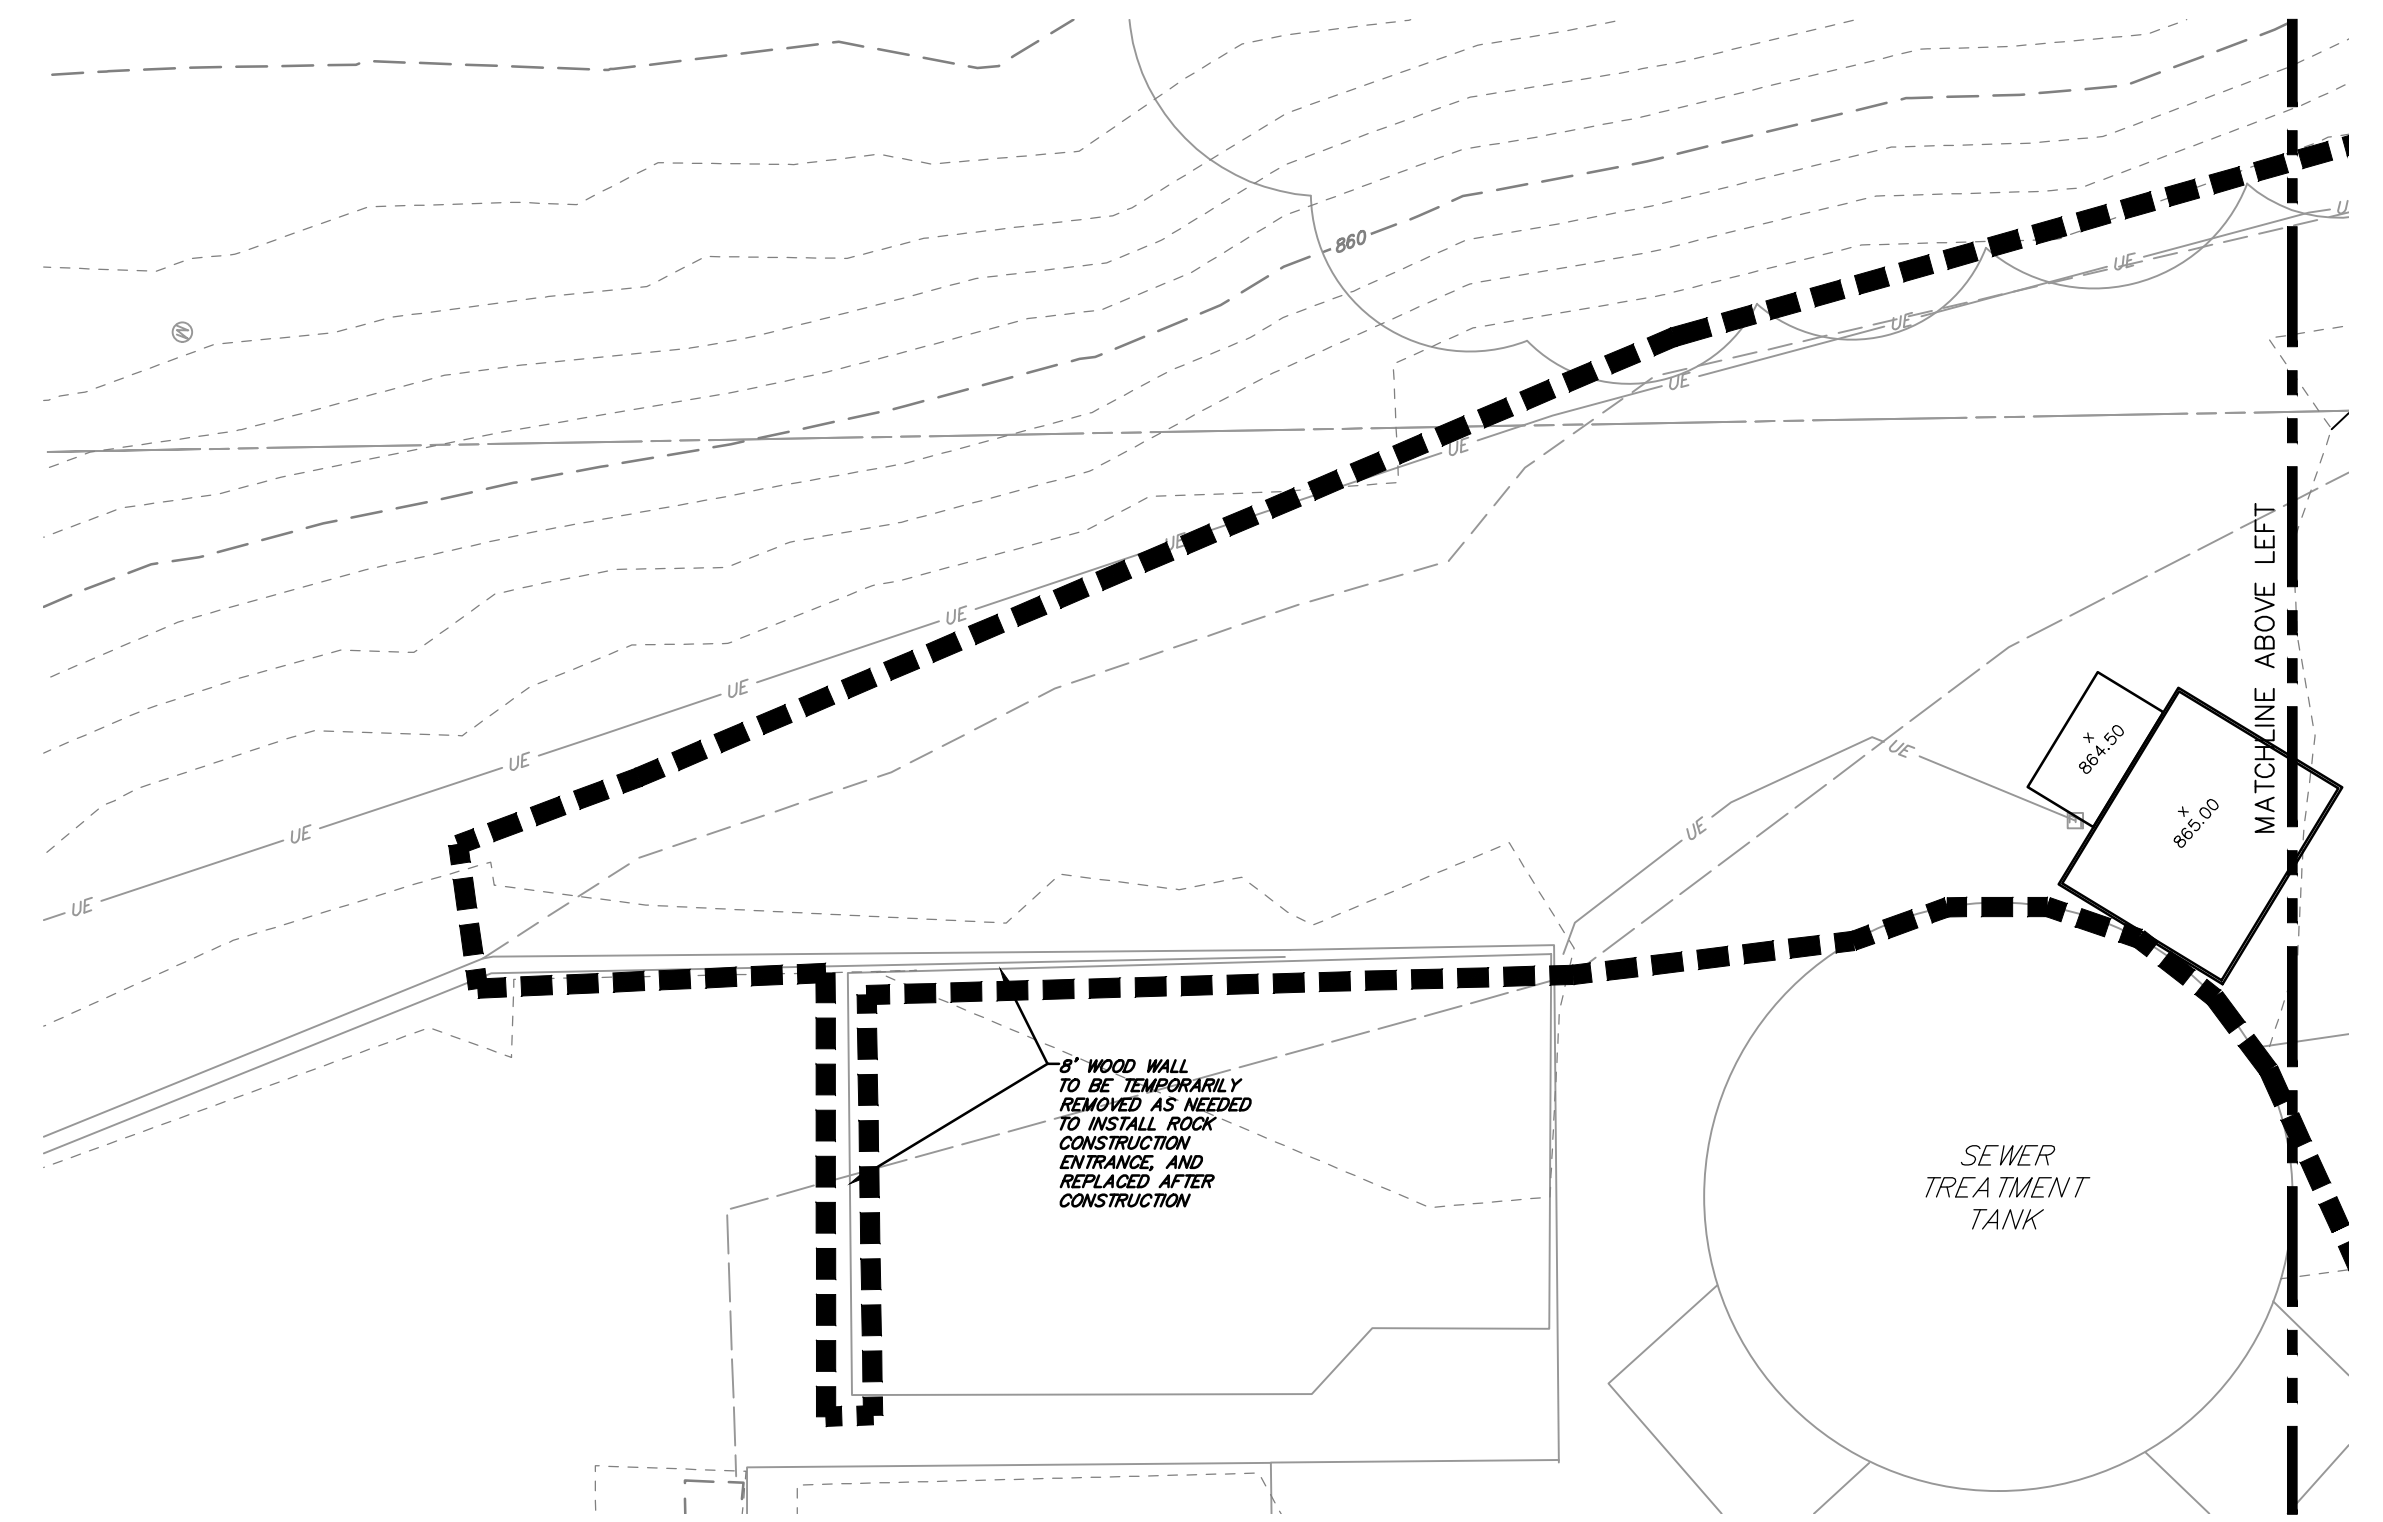 860
UE
UE
UE
UE
UE
UE
UE
UE
UE
UE
UE
UE
W
MATCHLINE ABOVE LEFT
x
864.50
x
865.00
8' WOOD WALL
TO BE TEMPORARILY
REMOVED AS NEEDED
TO INSTALL ROCK
CONSTRUCTION
ENTRANCE, AND
REPLACED AFTER
CONSTRUCTION
SEWER
TREATMENT
TANK